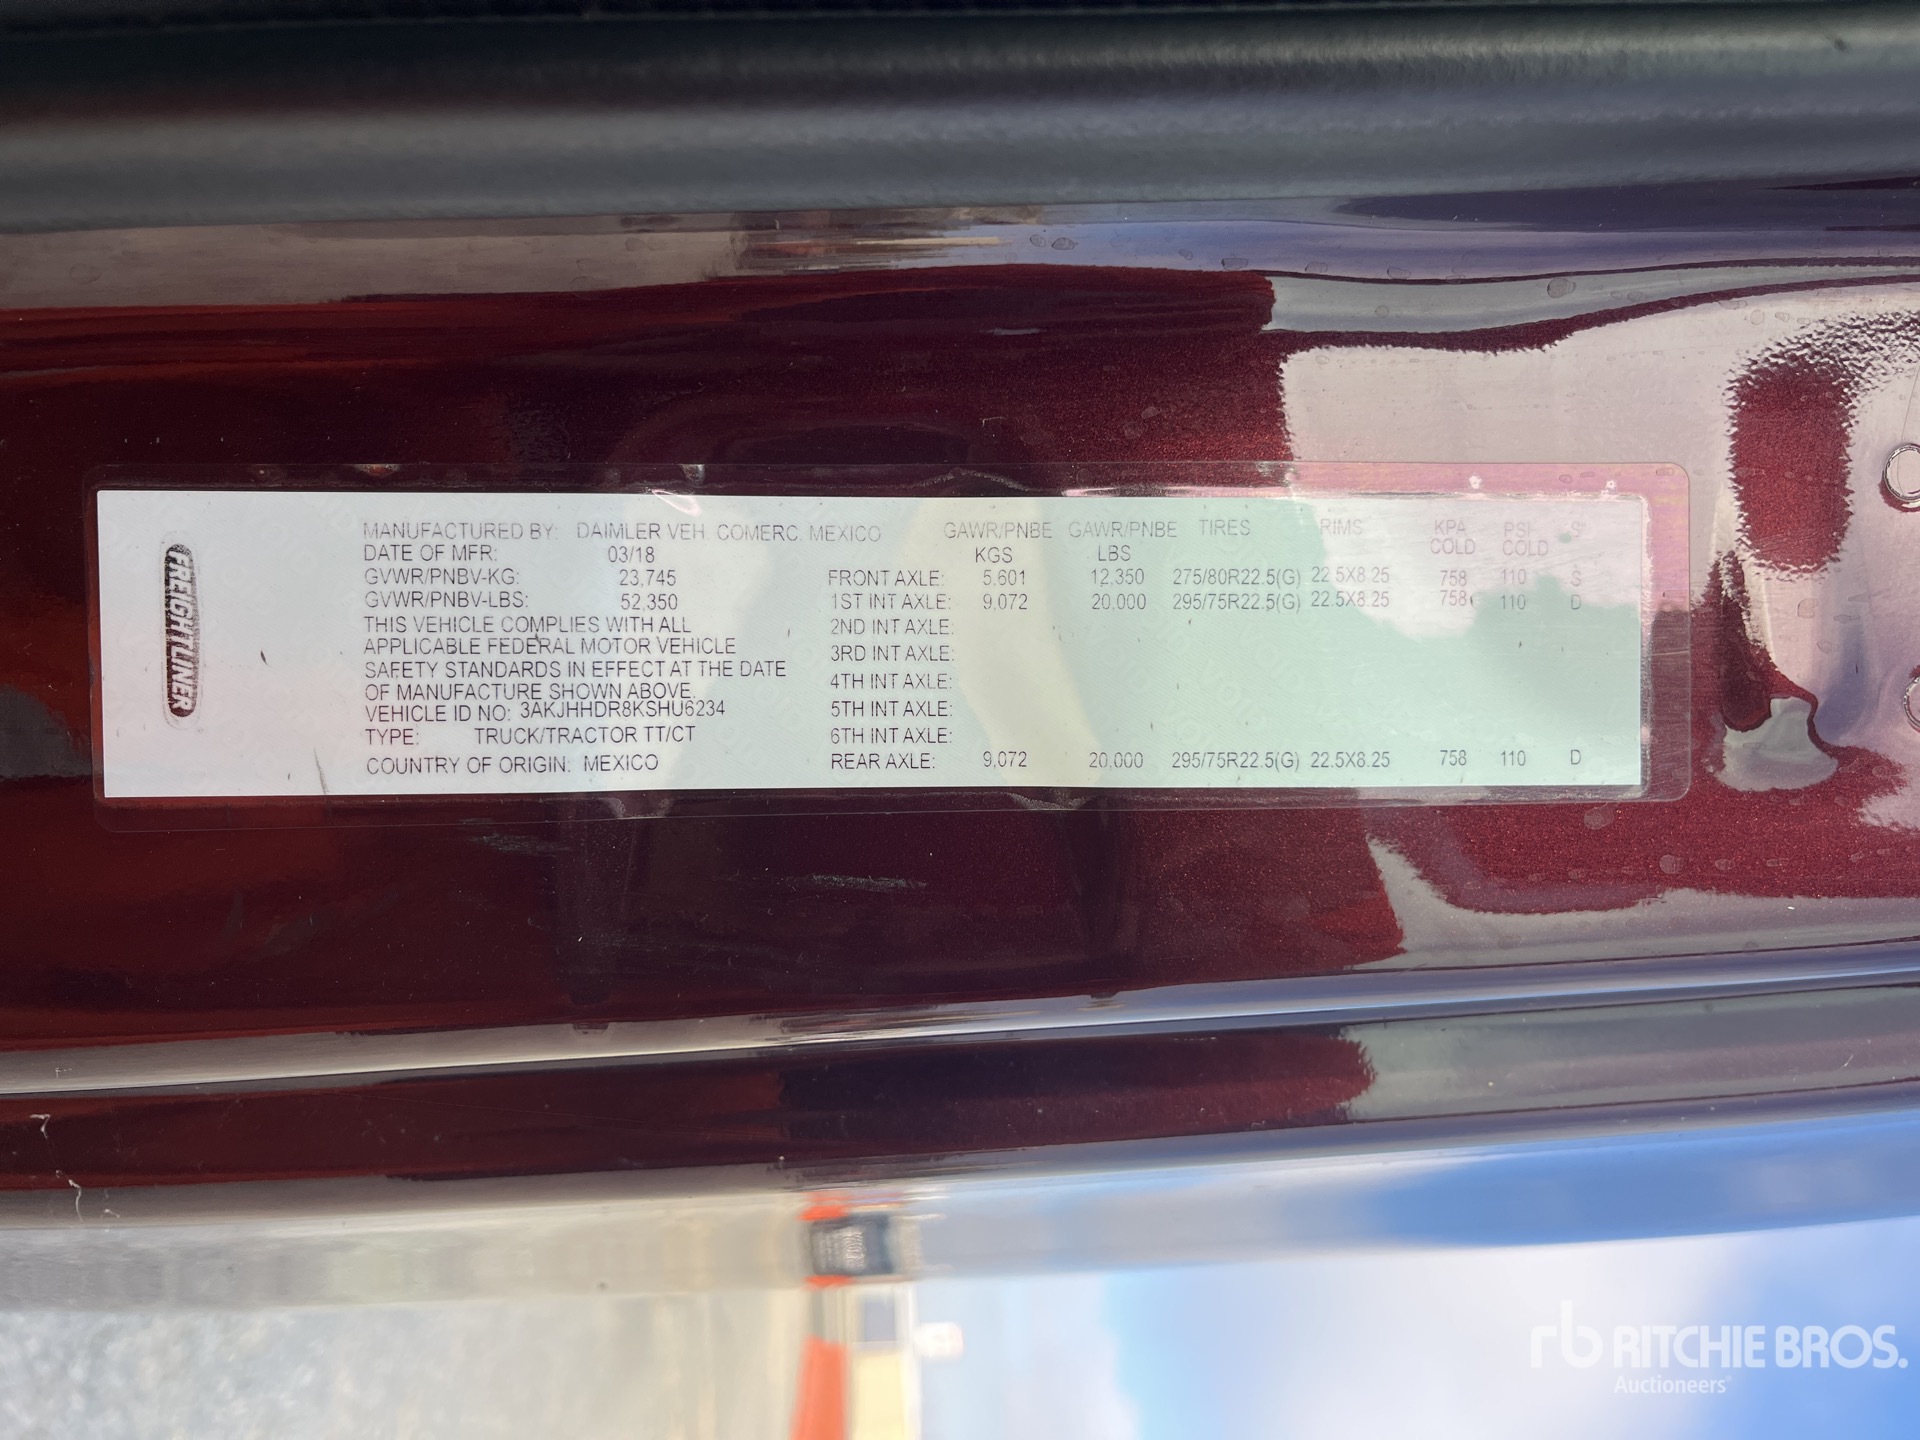 FREIGHTLINER
MANUFACTURED BY: DAIMLER VEH. COMERC. MEXICO
DATE OF MFR: 03/18
GVWR/PNBV-KG: 23,745
GVWR/PNBV-LBS: 52,350
THIS VEHICLE COMPLIES WITH ALL
APPLICABLE FEDERAL MOTOR VEHICLE
SAFETY STANDARDS IN EFFECT AT THE DATE
OF MANUFACTURE SHOWN ABOVE.
VEHICLE ID NO: 3AKJHHDR8KSHU6234
TYPE: TRUCK/TRACTOR TT/CT
COUNTRY OF ORIGIN: MEXICO
GAWR/PNBE KGS GAWR/PNBE LBS TIRES RIMS KPA COLD PSI COLD S
FRONT AXLE: 5,601 12,350 275/80R22.5(G) 22.5X8.25 758 110 S
1ST INT AXLE: 9,072 20,000 295/75R22.5(G) 22.5X8.25 758 110 D
2ND INT AXLE:
3RD INT AXLE:
4TH INT AXLE:
5TH INT AXLE:
6TH INT AXLE:
REAR AXLE: 9,072 20,000 295/75R22.5(G) 22.5X8.25 758 110 D
rb RITCHIE BROS.
Auctioneers